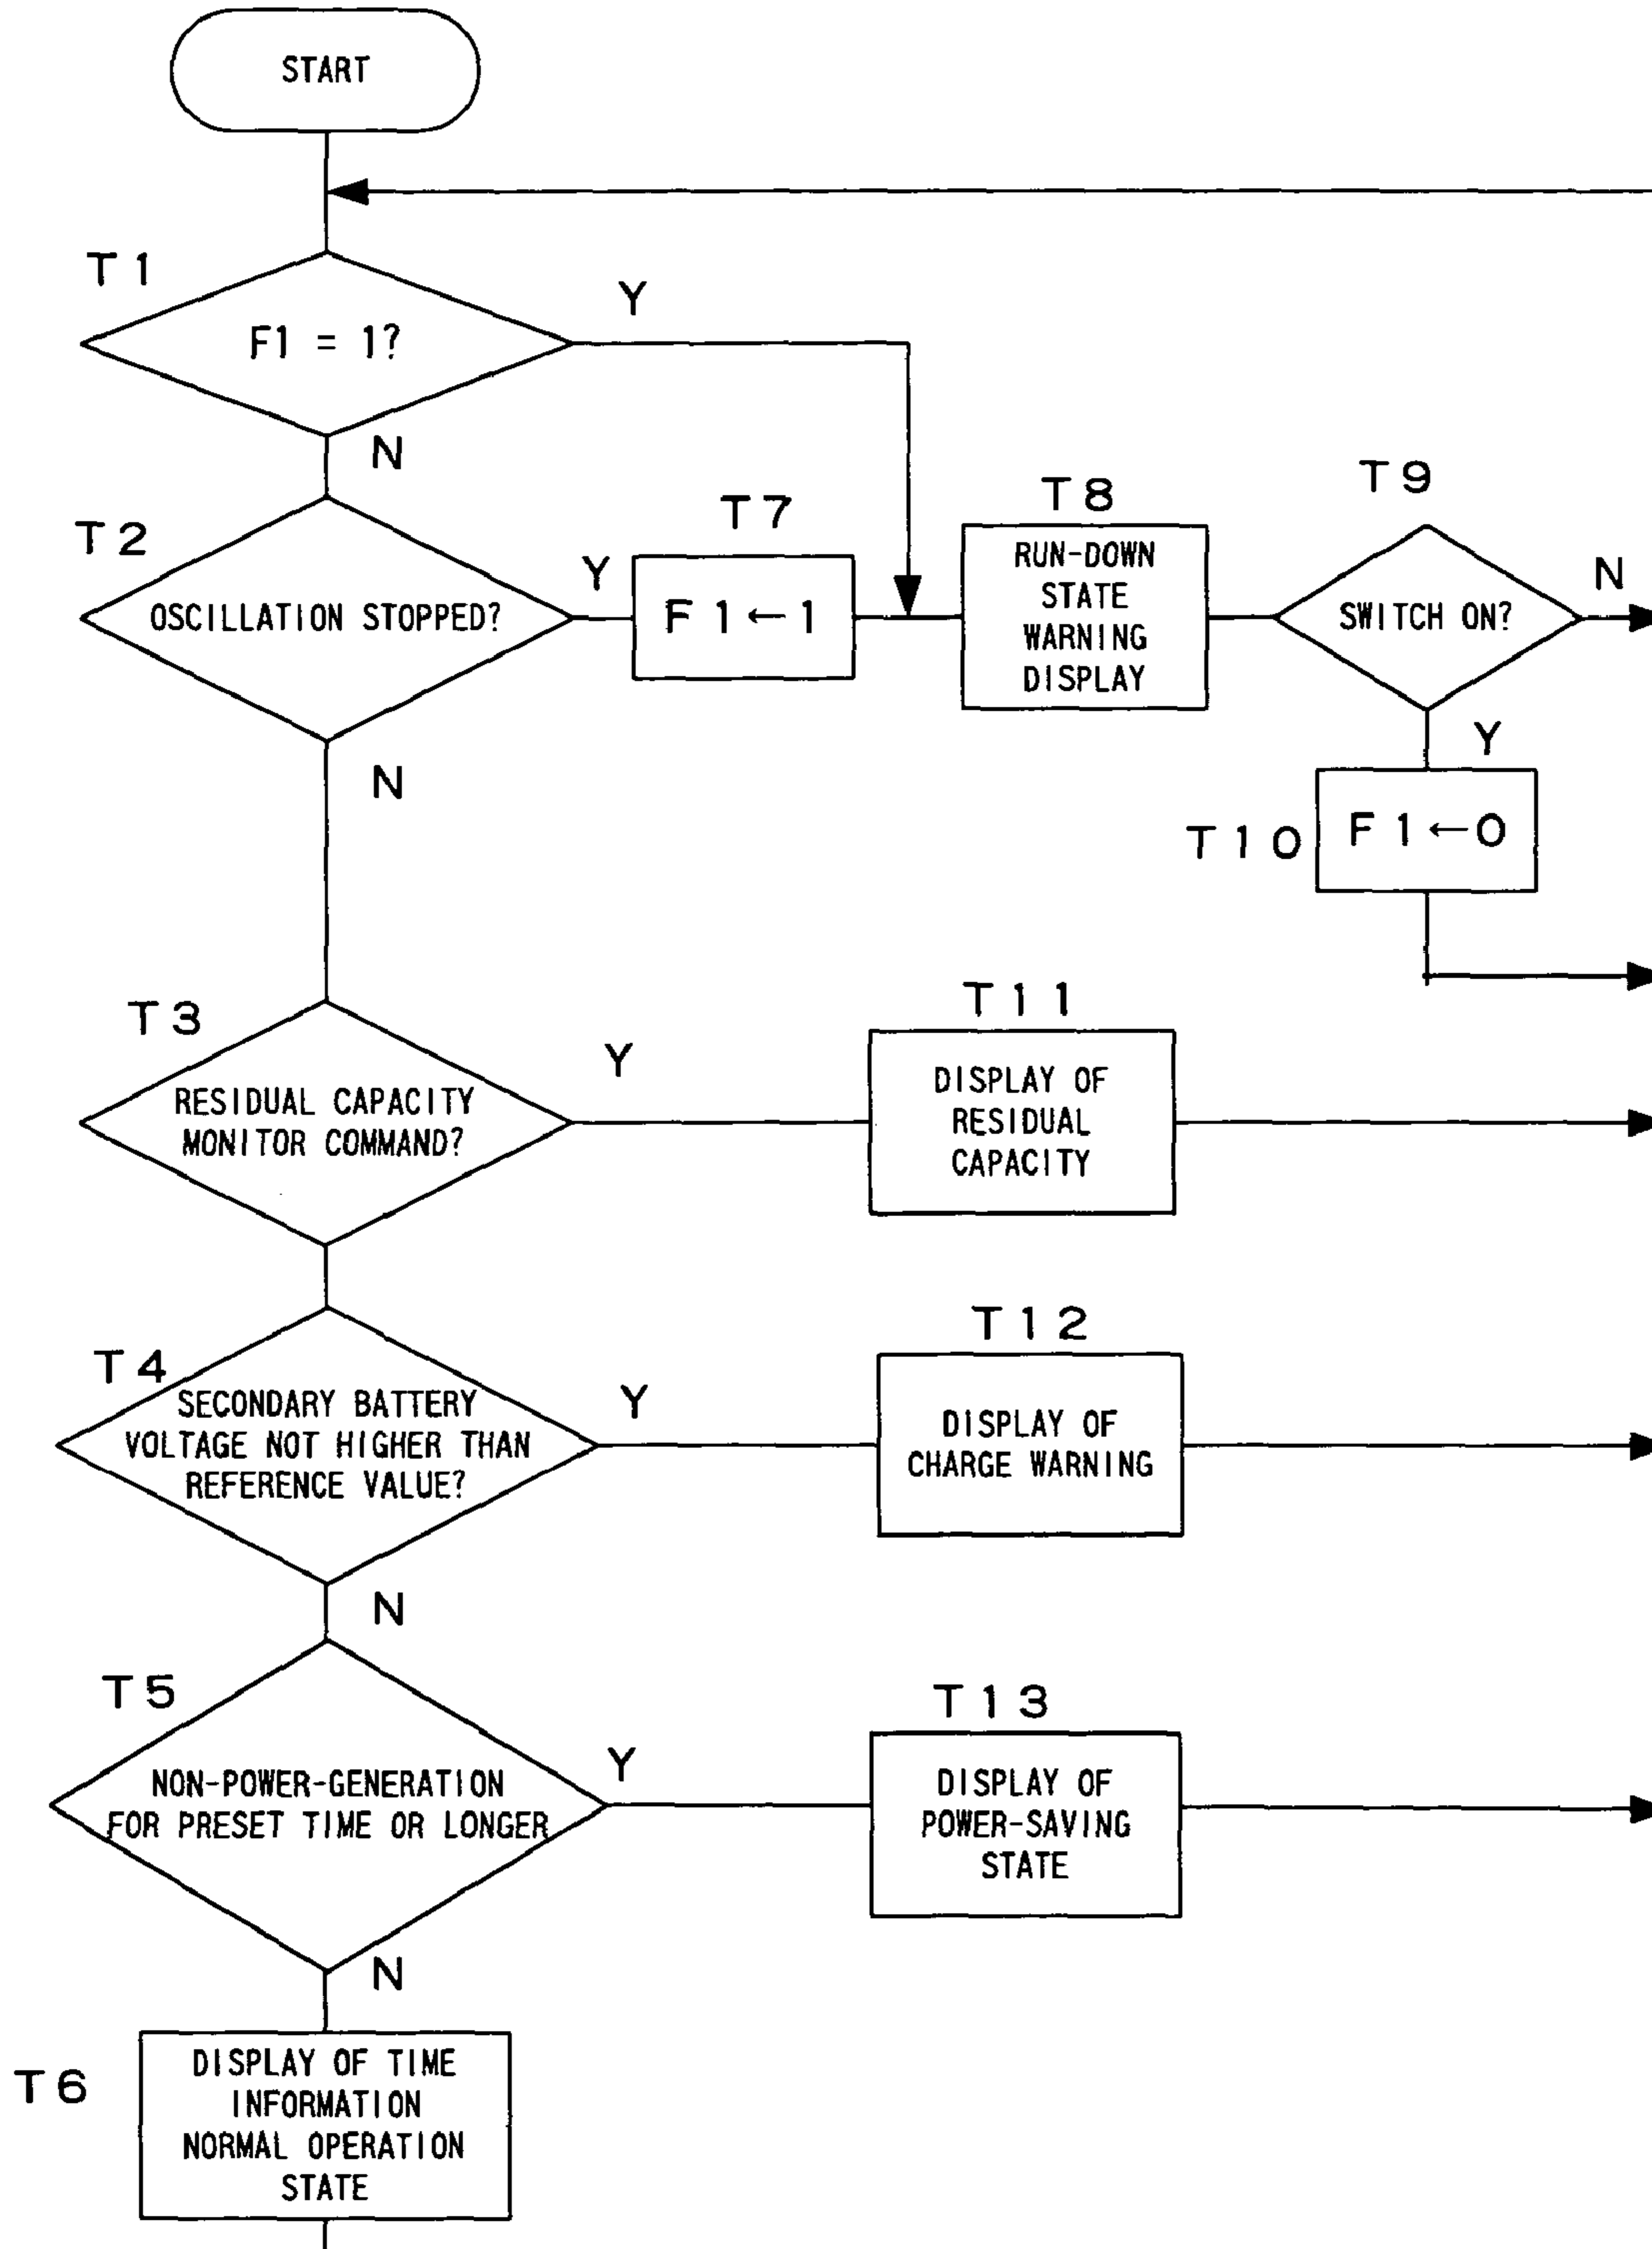 START
T1
F1 = 1?
Y
N
T2
OSCILLATION STOPPED?
Y
N
T7
F1←1
T8
RUN-DOWN
STATE
WARNING
DISPLAY
T9
SWITCH ON?
N
Y
T10
F1←0
T3
RESIDUAL CAPACITY
MONITOR COMMAND?
Y
T11
DISPLAY OF
RESIDUAL
CAPACITY
T4
SECONDARY BATTERY
VOLTAGE NOT HIGHER THAN
REFERENCE VALUE?
Y
N
T12
DISPLAY OF
CHARGE WARNING
T5
NON-POWER-GENERATION
FOR PRESET TIME OR LONGER
Y
N
T13
DISPLAY OF
POWER-SAVING
STATE
T6
DISPLAY OF TIME
INFORMATION
NORMAL OPERATION
STATE